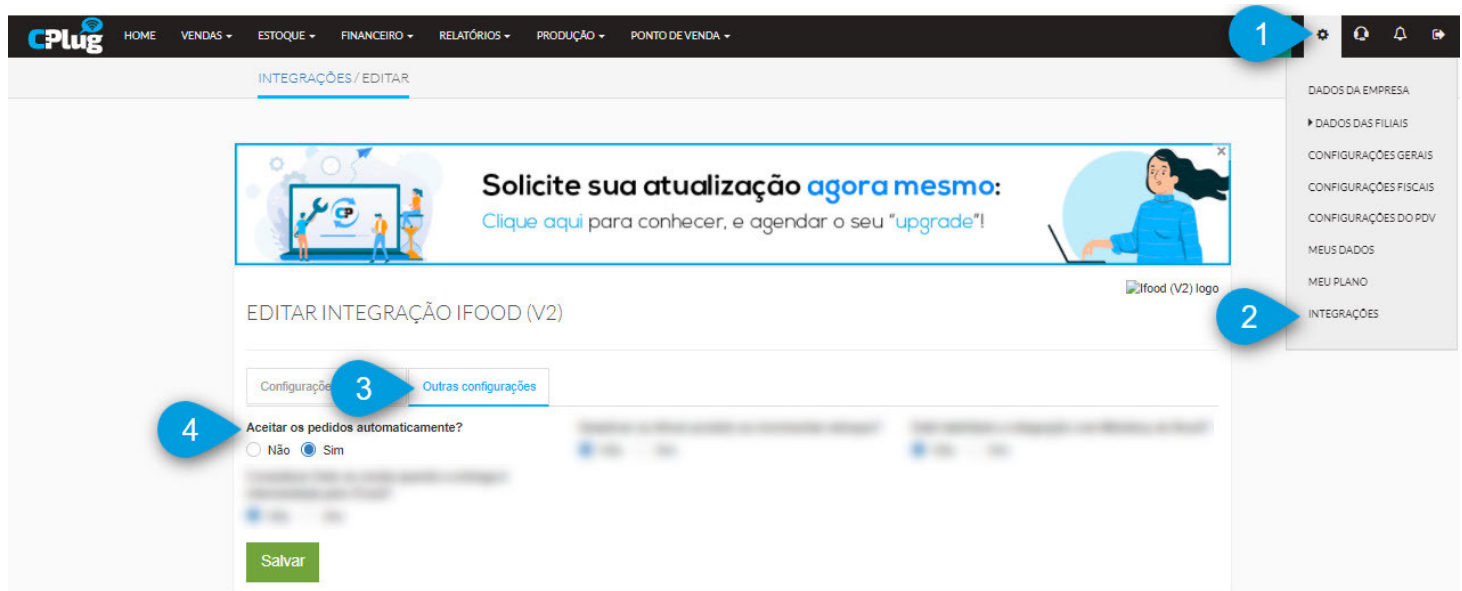 CPlug
HOME
VENDAS
ESTOQUE
FINANCEIRO
RELATÓRIOS
PRODUÇÃO
PONTO DE VENDA
1
INTEGRAÇÕES / EDITAR
DADOS DA EMPRESA
DADOS DAS FILIAIS
CONFIGURAÇÕES GERAIS
CONFIGURAÇÕES FISCAIS
CONFIGURAÇÕES DO PDV
MEUS DADOS
MEU PLANO
2
INTEGRAÇÕES
CP
Solicite sua atualização agora mesmo:
Clique aqui para conhecer, e agendar o seu "upgrade"!
Ifood (V2) logo
EDITAR INTEGRAÇÃO IFOOD (V2)
Configuraçõe
3
Outras configurações
4
Aceitar os pedidos automaticamente?
Não
Sim
Salvar